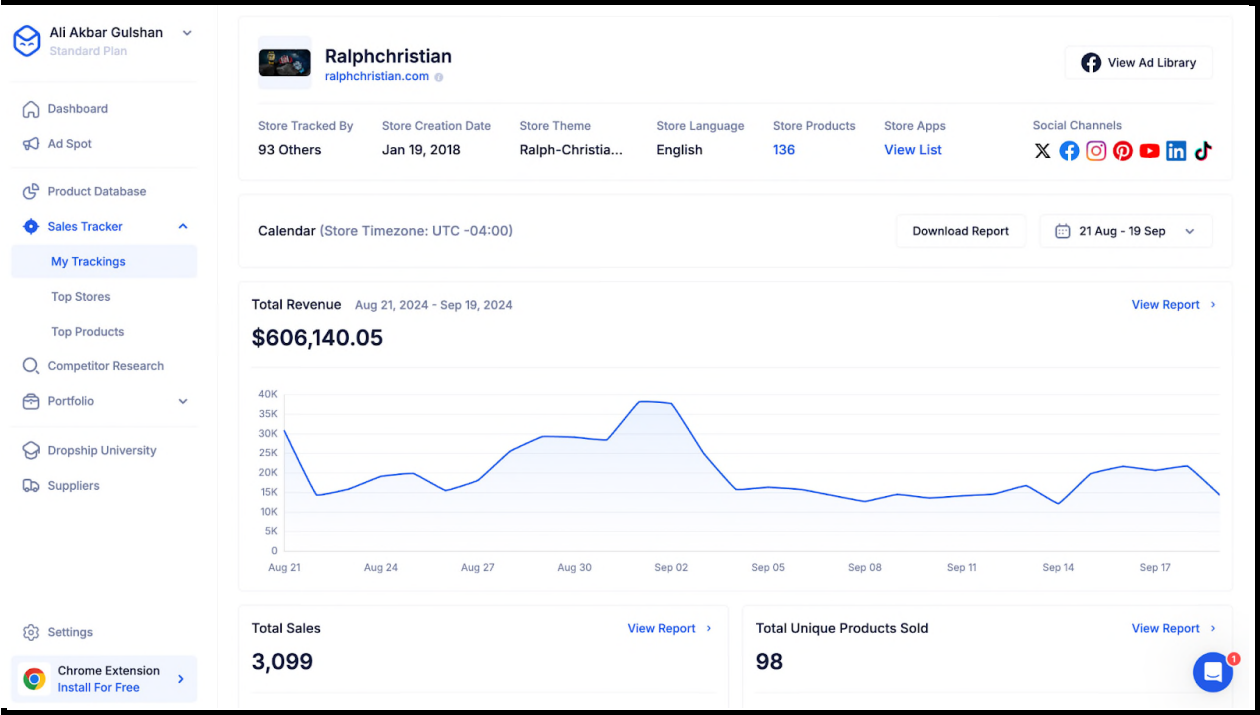 Ali Akbar Gulshan
Standard Plan
Dashboard
Ad Spot
Product Database
Sales Tracker
My Trackings
Top Stores
Top Products
Competitor Research
Portfolio
Dropship University
Suppliers
Settings
Chrome Extension
Install For Free
Ralphchristian
ralphchristian.com
View Ad Library
Store Tracked By
93 Others
Store Creation Date
Jan 19, 2018
Store Theme
Ralph-Christia...
Store Language
English
Store Products
136
Store Apps
View List
Social Channels
Calendar (Store Timezone: UTC -04:00)
Download Report
21 Aug - 19 Sep
Total Revenue Aug 21, 2024 - Sep 19, 2024
View Report
$606,140.05
40K
35K
30K
25K
20K
15K
10K
5K
0
Aug 21 Aug 24 Aug 27 Aug 30 Sep 02 Sep 05 Sep 08 Sep 11 Sep 14 Sep 17
Total Sales
View Report
3,099
Total Unique Products Sold
View Report
98
1